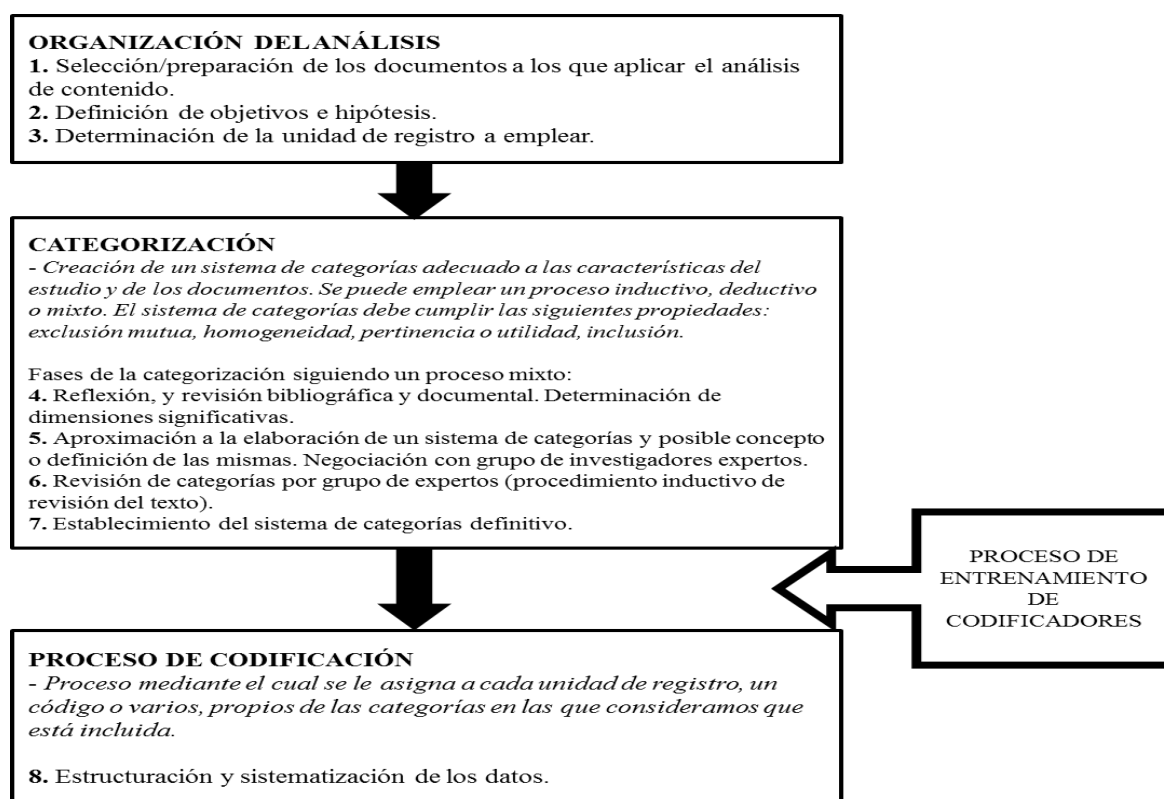 ORGANIZACIÓN DEL ANÁLISIS
1. Selección/preparación de los documentos a los que aplicar el análisis
de contenido.
2. Definición de objetivos e hipótesis.
3. Determinación de la unidad de registro a emplear.
CATEGORIZACIÓN
- Creación de un sistema de categorías adecuado a las características del
estudio y de los documentos. Se puede emplear un proceso inductivo, deductivo
o mixto. El sistema de categorías debe cumplir las siguientes propiedades:
exclusión mutua, homogeneidad, pertinencia o utilidad, inclusión.
Fases de la categorización siguiendo un proceso mixto:
4. Reflexión, y revisión bibliográfica y documental. Determinación de
dimensiones significativas.
5. Aproximación a la elaboración de un sistema de categorías y posible concepto
o definición de las mismas. Negociación con grupo de investigadores expertos.
6. Revisión de categorías por grupo de expertos (procedimiento inductivo de
revisión del texto).
7. Establecimiento del sistema de categorías definitivo.
PROCESO DE
ENTRENAMIENTO
DE
CODIFICADORES
PROCESO DE CODIFICACIÓN
- Proceso mediante el cual se le asigna a cada unidad de registro, un
código o varios, propios de las categorías en las que consideramos que
está incluida.
8. Estructuración y sistematización de los datos.